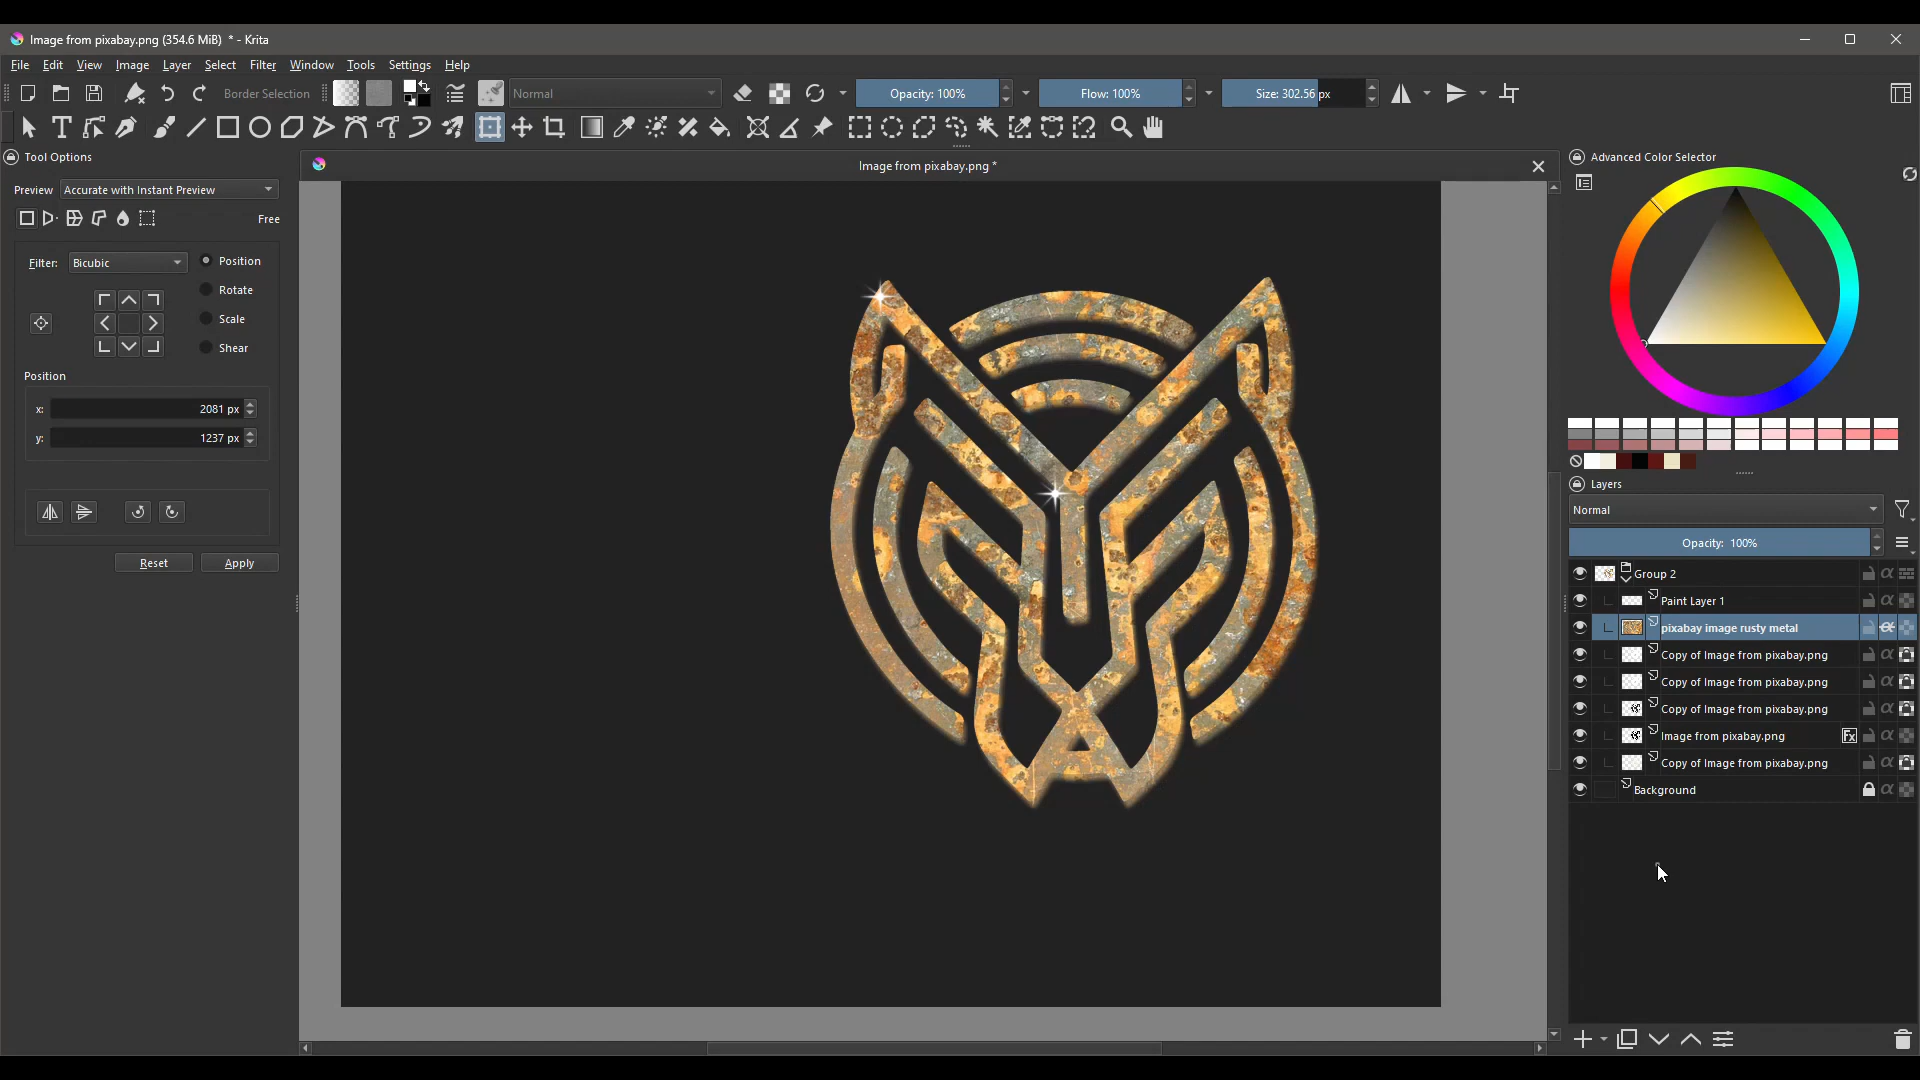 Image from pixabay.png (354.6 MiB)  * - Krita
File Edit View Image Layer Select Filter Window Tools Settings Help
Border Selection Normal Opacity: 100% Flow: 100% Size: 302.56 px
Tool Options
Image from pixabay.png *
Advanced Color Selector
Preview Accurate with Instant Preview
Free
Filter: Bicubic Position
Rotate
Scale
Shear
Position
x: 2081 px
y: 1237 px
Reset Apply
Layers
Normal
Opacity: 100%
Group 2
Paint Layer 1
pixabay image rusty metal
Copy of Image from pixabay.png
Copy of Image from pixabay.png
Copy of Image from pixabay.png
Image from pixabay.png Fx
Copy of Image from pixabay.png
Background